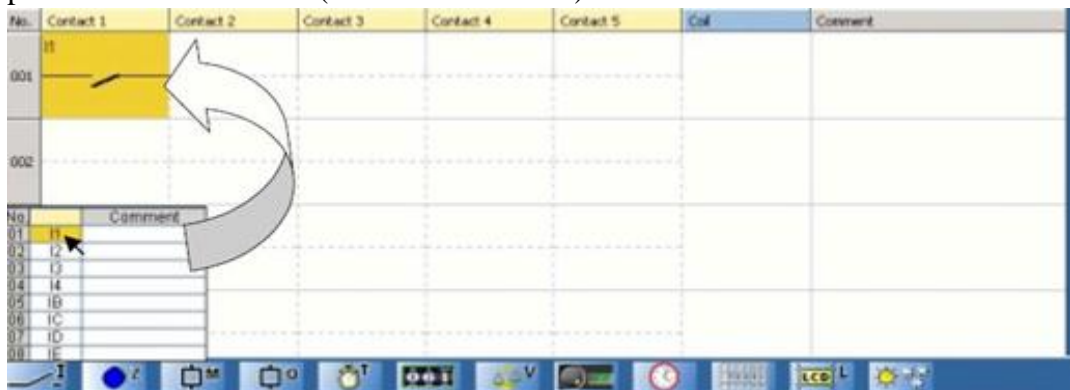 No. Contact 1 Contact 2 Contact 3 Contact 4 Contact 5 Coil Comment
I1
001
002
No. Comment
01 I1
02 I2
03 I3
04 I4
05 IB
06 IC
07 ID
08 IE
I Z M Q T V LCD L